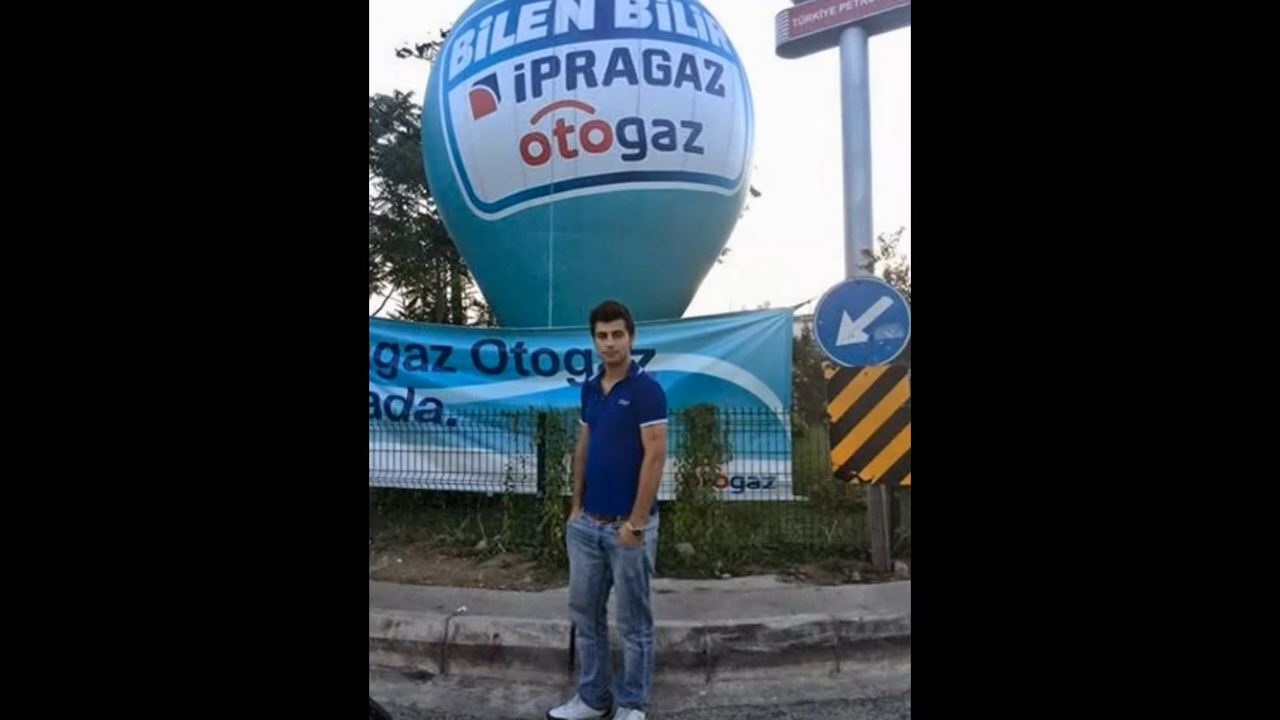 BİLEN BİLİR
İPRAGAZ
otogaz
TÜRKİYE PETRO
gaz Otogaz
ada.
otogaz